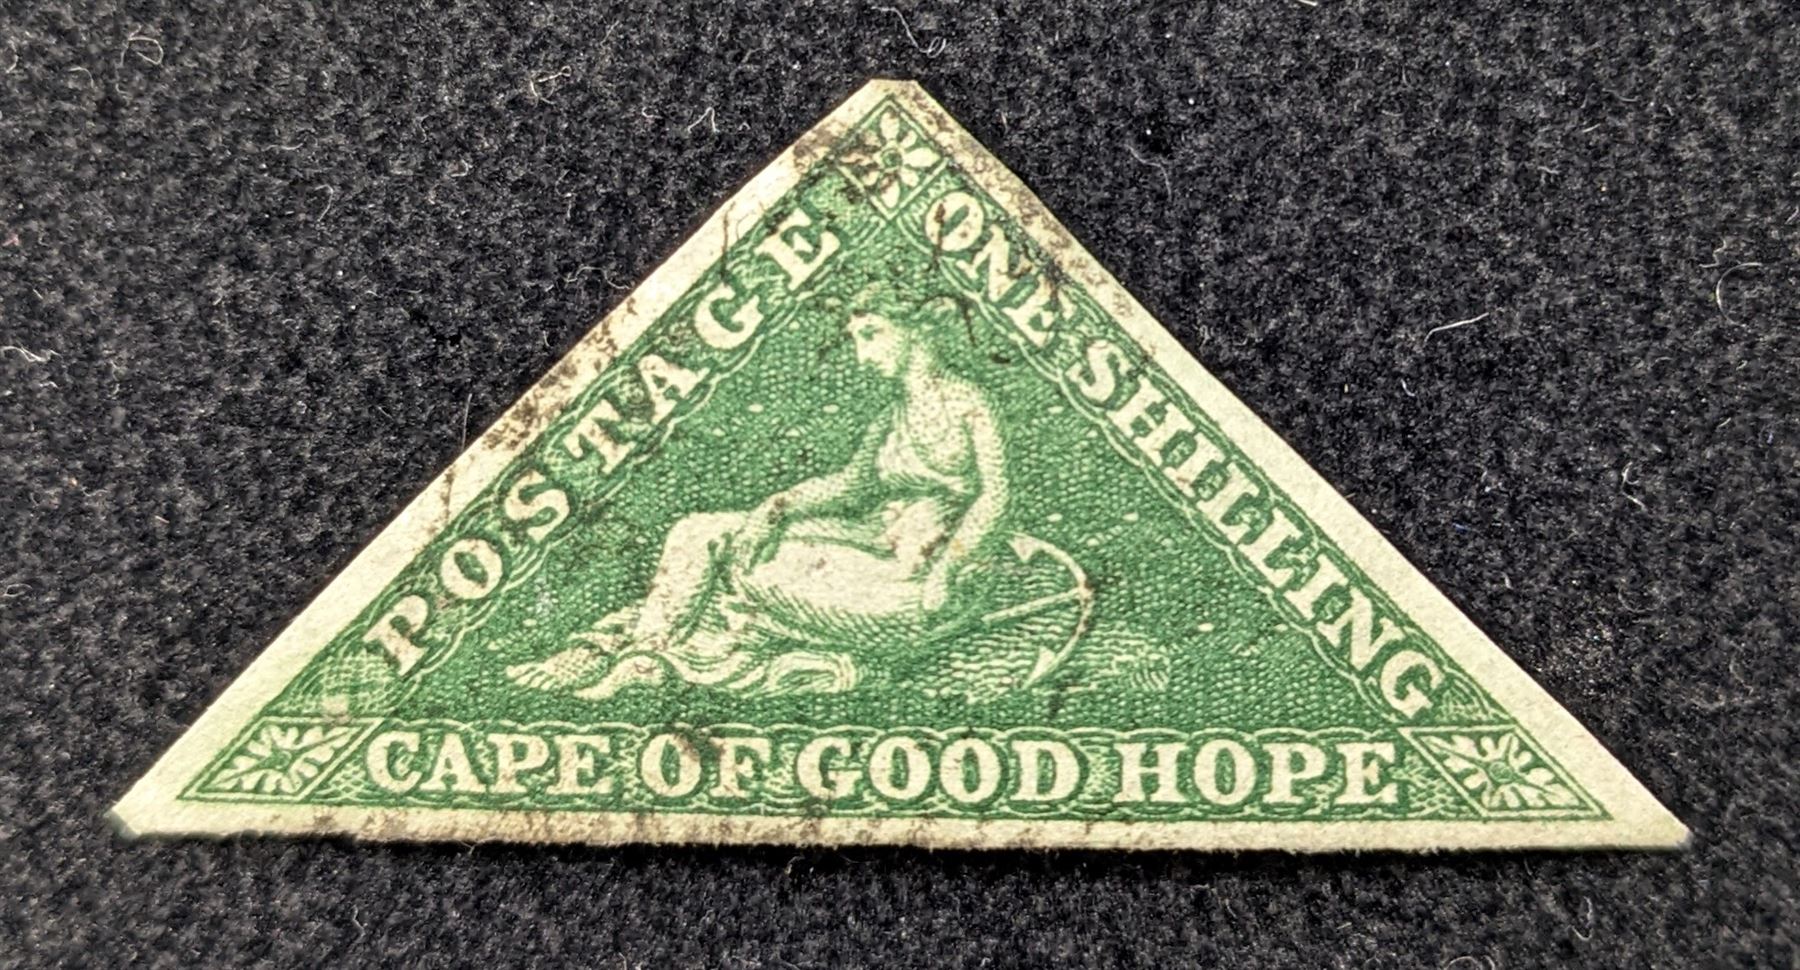 POSTAGE
ONE SHILLING
CAPE OF GOOD HOPE